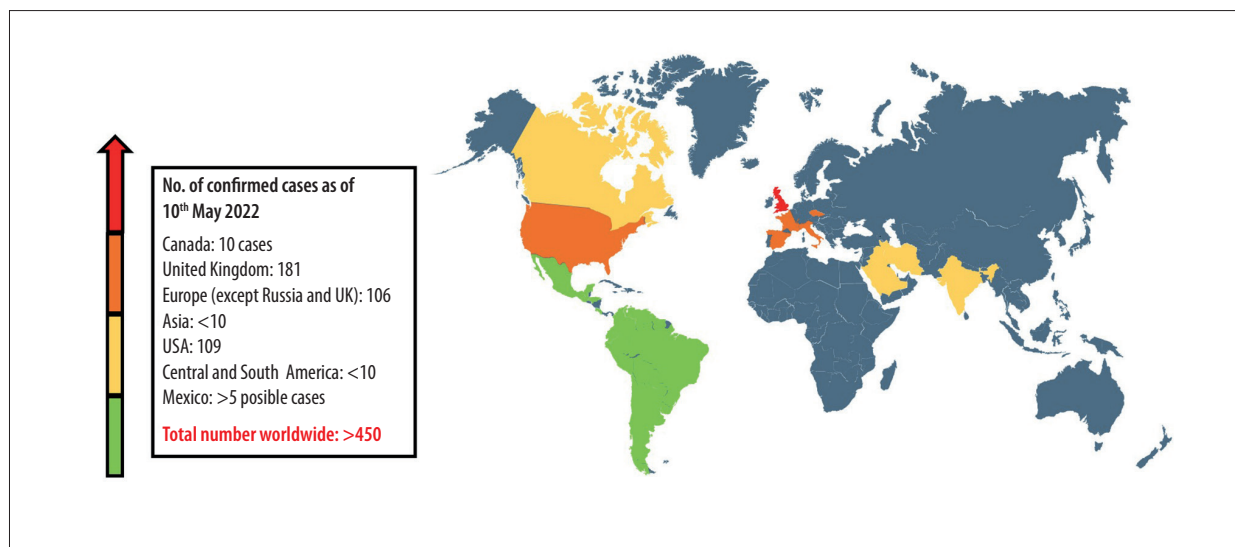 No. of confirmed cases as of
10th May 2022
Canada: 10 cases
United Kingdom: 181
Europe (except Russia and UK): 106
Asia: <10
USA: 109
Central and South America: <10
Mexico: >5 posible cases
Total number worldwide: >450